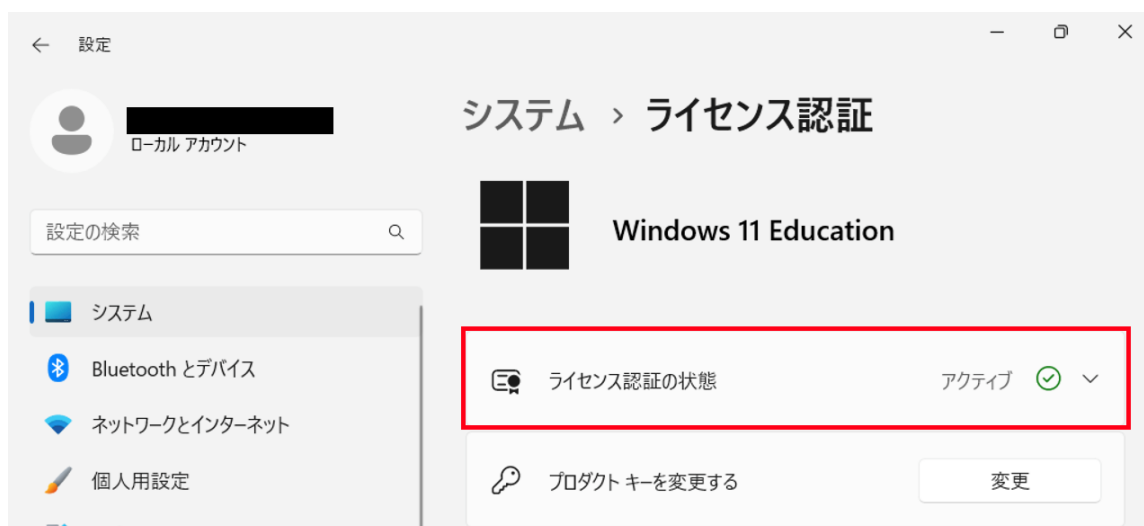 設定
ローカル アカウント
設定の検索
システム
Bluetooth とデバイス
ネットワークとインターネット
個人用設定
システム › ライセンス認証
Windows 11 Education
ライセンス認証の状態 アクティブ
プロダクト キーを変更する 変更